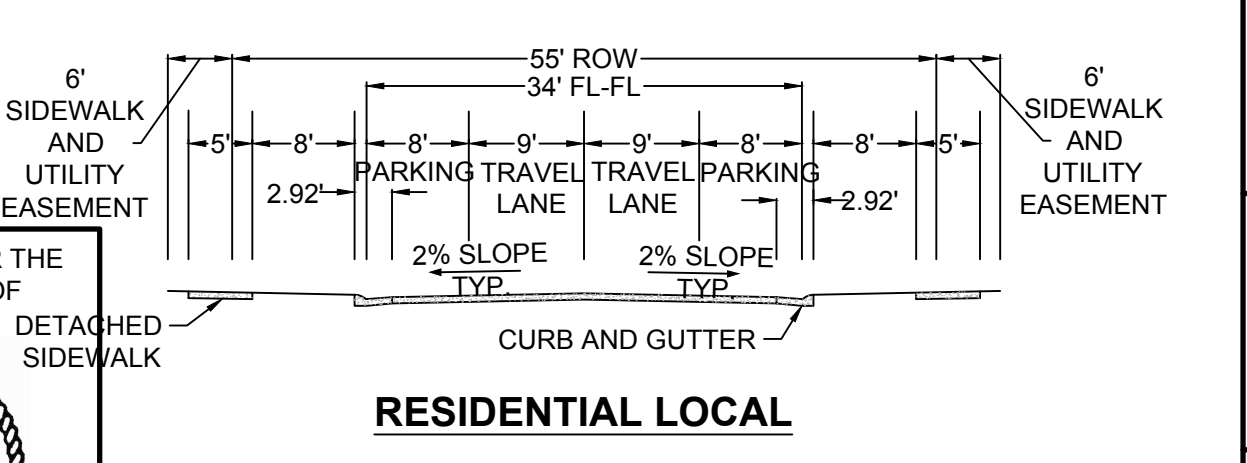 55' ROW
34' FL-FL
6'
SIDEWALK
AND
UTILITY
EASEMENT
5'
8'
8'
PARKING
9'
TRAVEL
LANE
9'
TRAVEL
LANE
8'
PARKING
8'
5'
6'
SIDEWALK
AND
UTILITY
EASEMENT
2.92'
2.92'
2% SLOPE
TYP.
2% SLOPE
TYP.
THE
OF
DETACHED
SIDEWALK
CURB AND GUTTER
RESIDENTIAL LOCAL